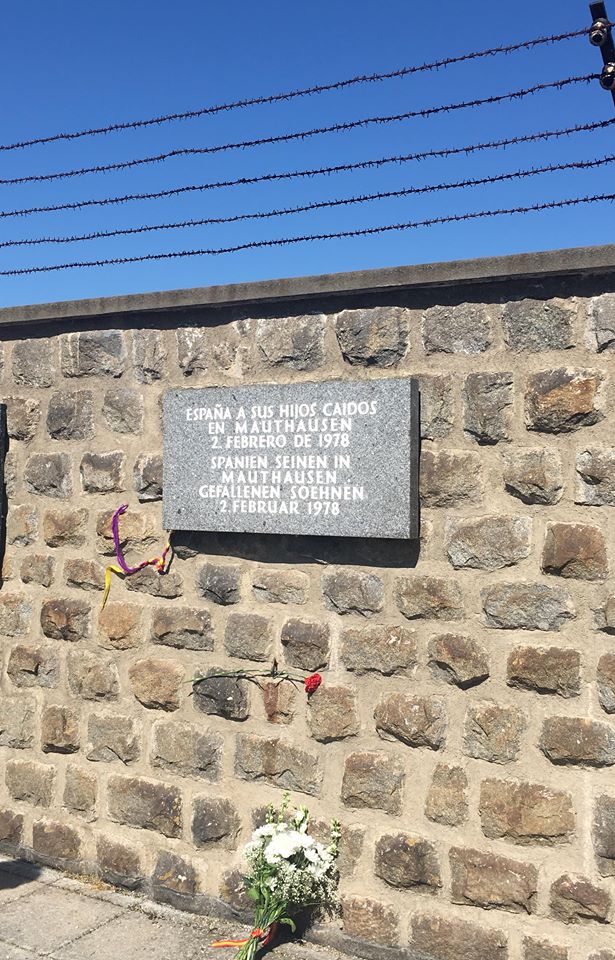 ESPAÑA A SUS HIJOS CAIDOS
EN MAUTHAUSEN
2. FEBRERO DE 1978
SPANIEN SEINEN IN
MAUTHAUSEN
GEFALLENEN SOEHNEN
2. FEBRUAR 1978